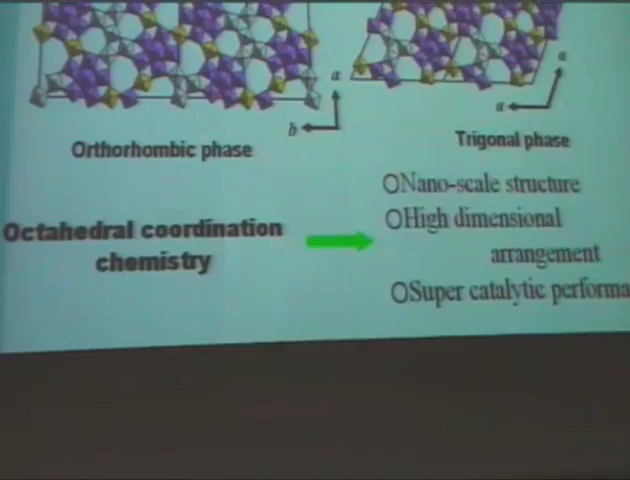 a
b
Orthorhombic phase
a
a
Trigonal phase
Octahedral coordination
chemistry
ONano-scale structure
OHigh dimensional
arrangement
OSuper catalytic performa